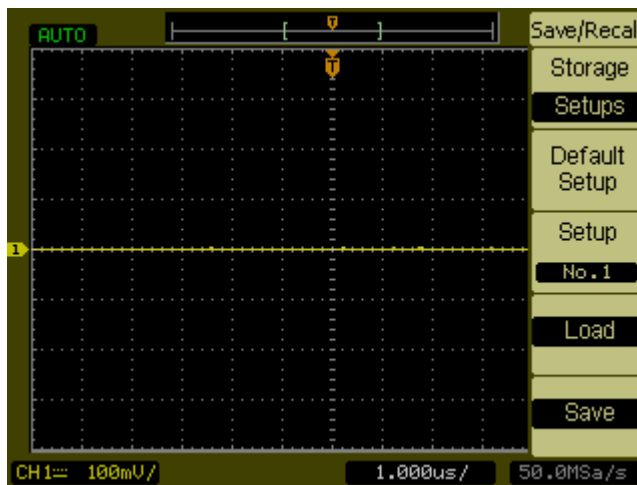 AUTO
T
Save/Recal
T
Storage
Setups
Default
Setup
1
Setup
No.1
Load
Save
CH1 100mV/
1.000us/
50.0MSa/s